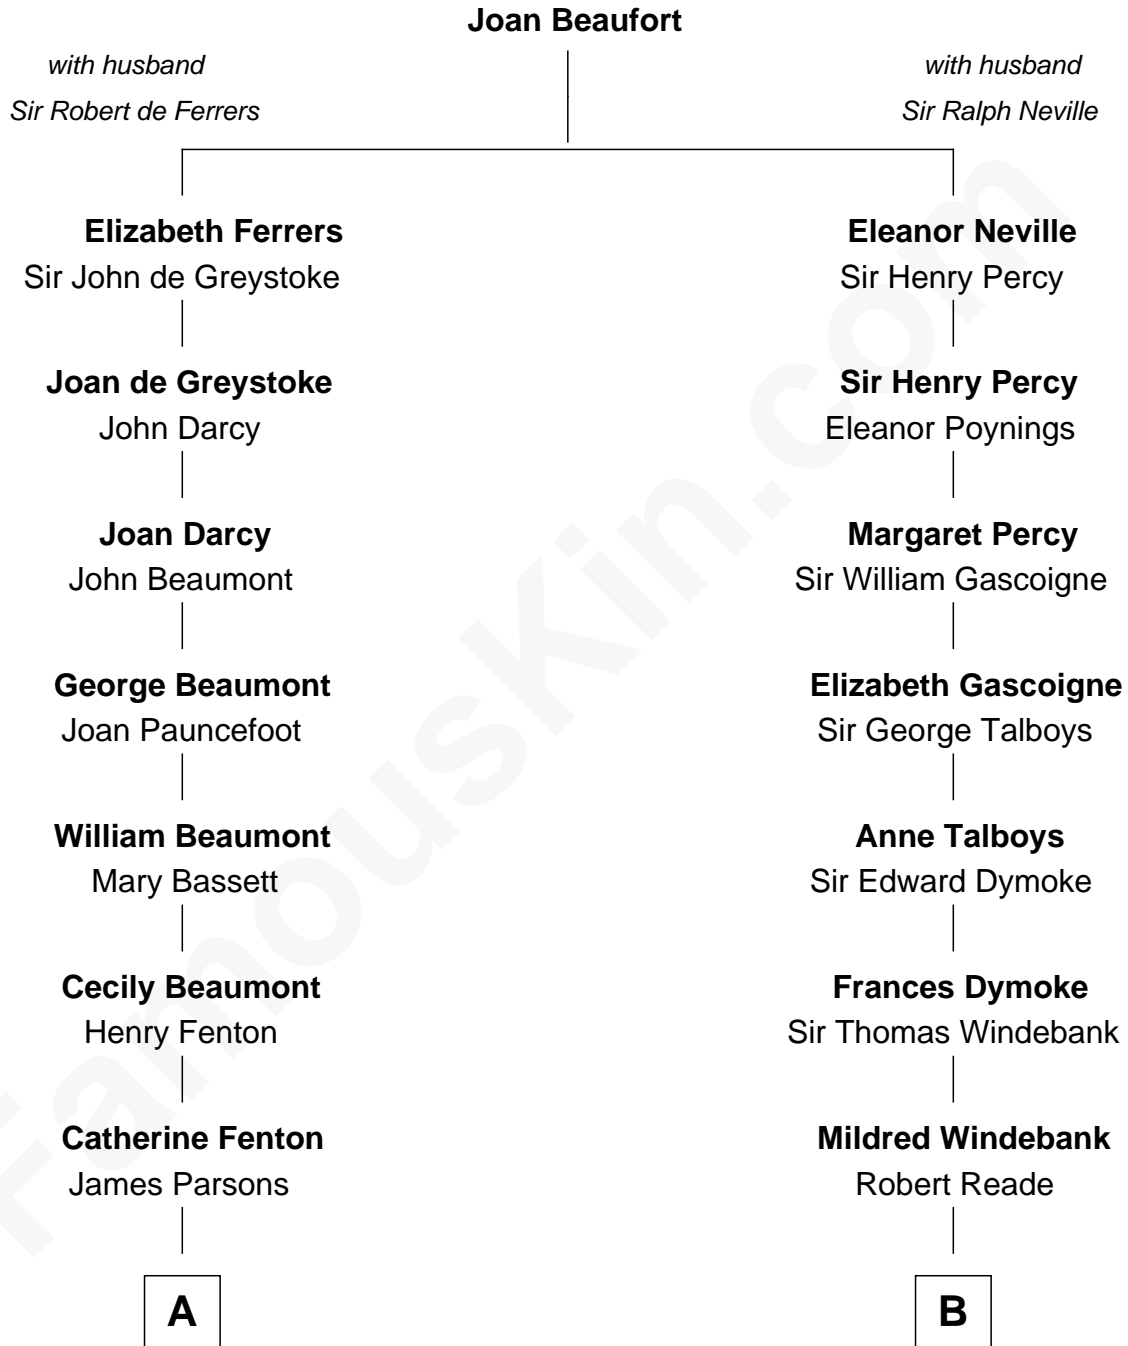 Joan Beaufort
with husband
Sir Robert de Ferrers
with husband
Sir Ralph Neville
Elizabeth Ferrers
Sir John de Greystoke
Eleanor Neville
Sir Henry Percy
Joan de Greystoke
John Darcy
Sir Henry Percy
Eleanor Poynings
Joan Darcy
John Beaumont
Margaret Percy
Sir William Gascoigne
George Beaumont
Joan Pauncefoot
Elizabeth Gascoigne
Sir George Talboys
William Beaumont
Mary Bassett
Anne Talboys
Sir Edward Dymoke
Cecily Beaumont
Henry Fenton
Frances Dymoke
Sir Thomas Windebank
Catherine Fenton
James Parsons
Mildred Windebank
Robert Reade
A
B
FamousKin.com